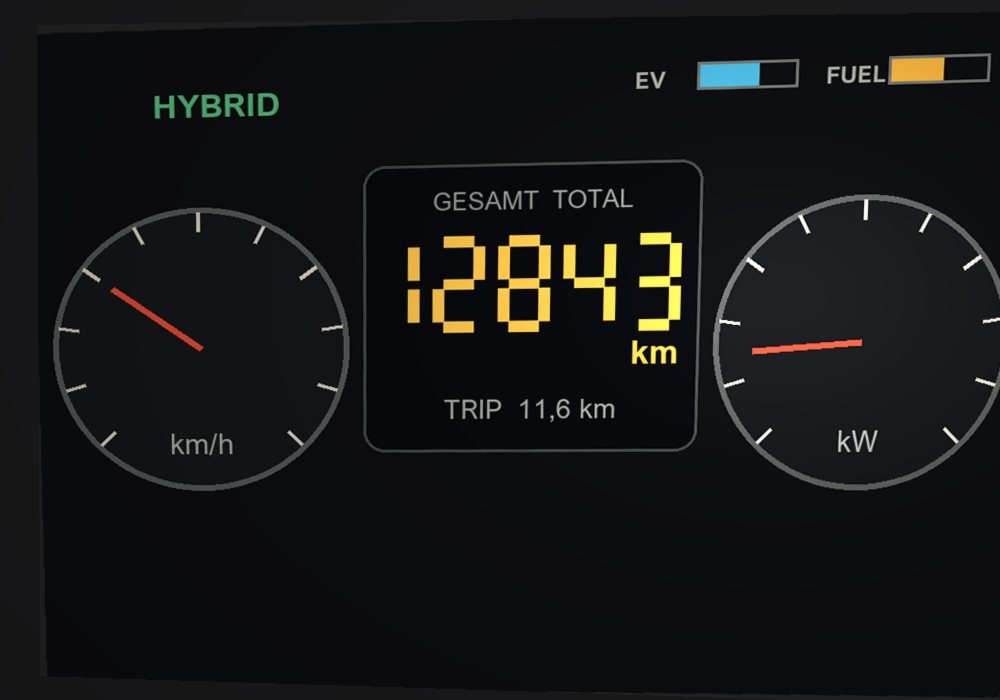 HYBRID
EV
FUEL
GESAMT TOTAL
12843
km
TRIP 11,6 km
km/h
kW